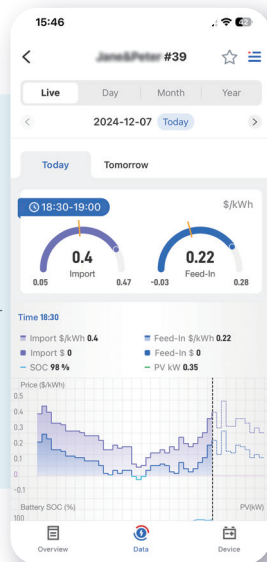 15:46
42
#39
Live Day Month Year
2024-12-07 Today
Today Tomorrow
18:30-19:00 $/kWh
0.4
Import
0.05 0.47
0.22
Feed-In
-0.03 0.28
Time 18:30
Import $/kWh 0.4 Feed-In $/kWh 0.22
Import $ 0 Feed-In $ 0
SOC 98 % PV kW 0.35
Price ($/kWh)
0.5
0.4
0.3
0.2
0.1
0
-0.1
Battery SOC (%) PV(kW)
100
Overview Data Device